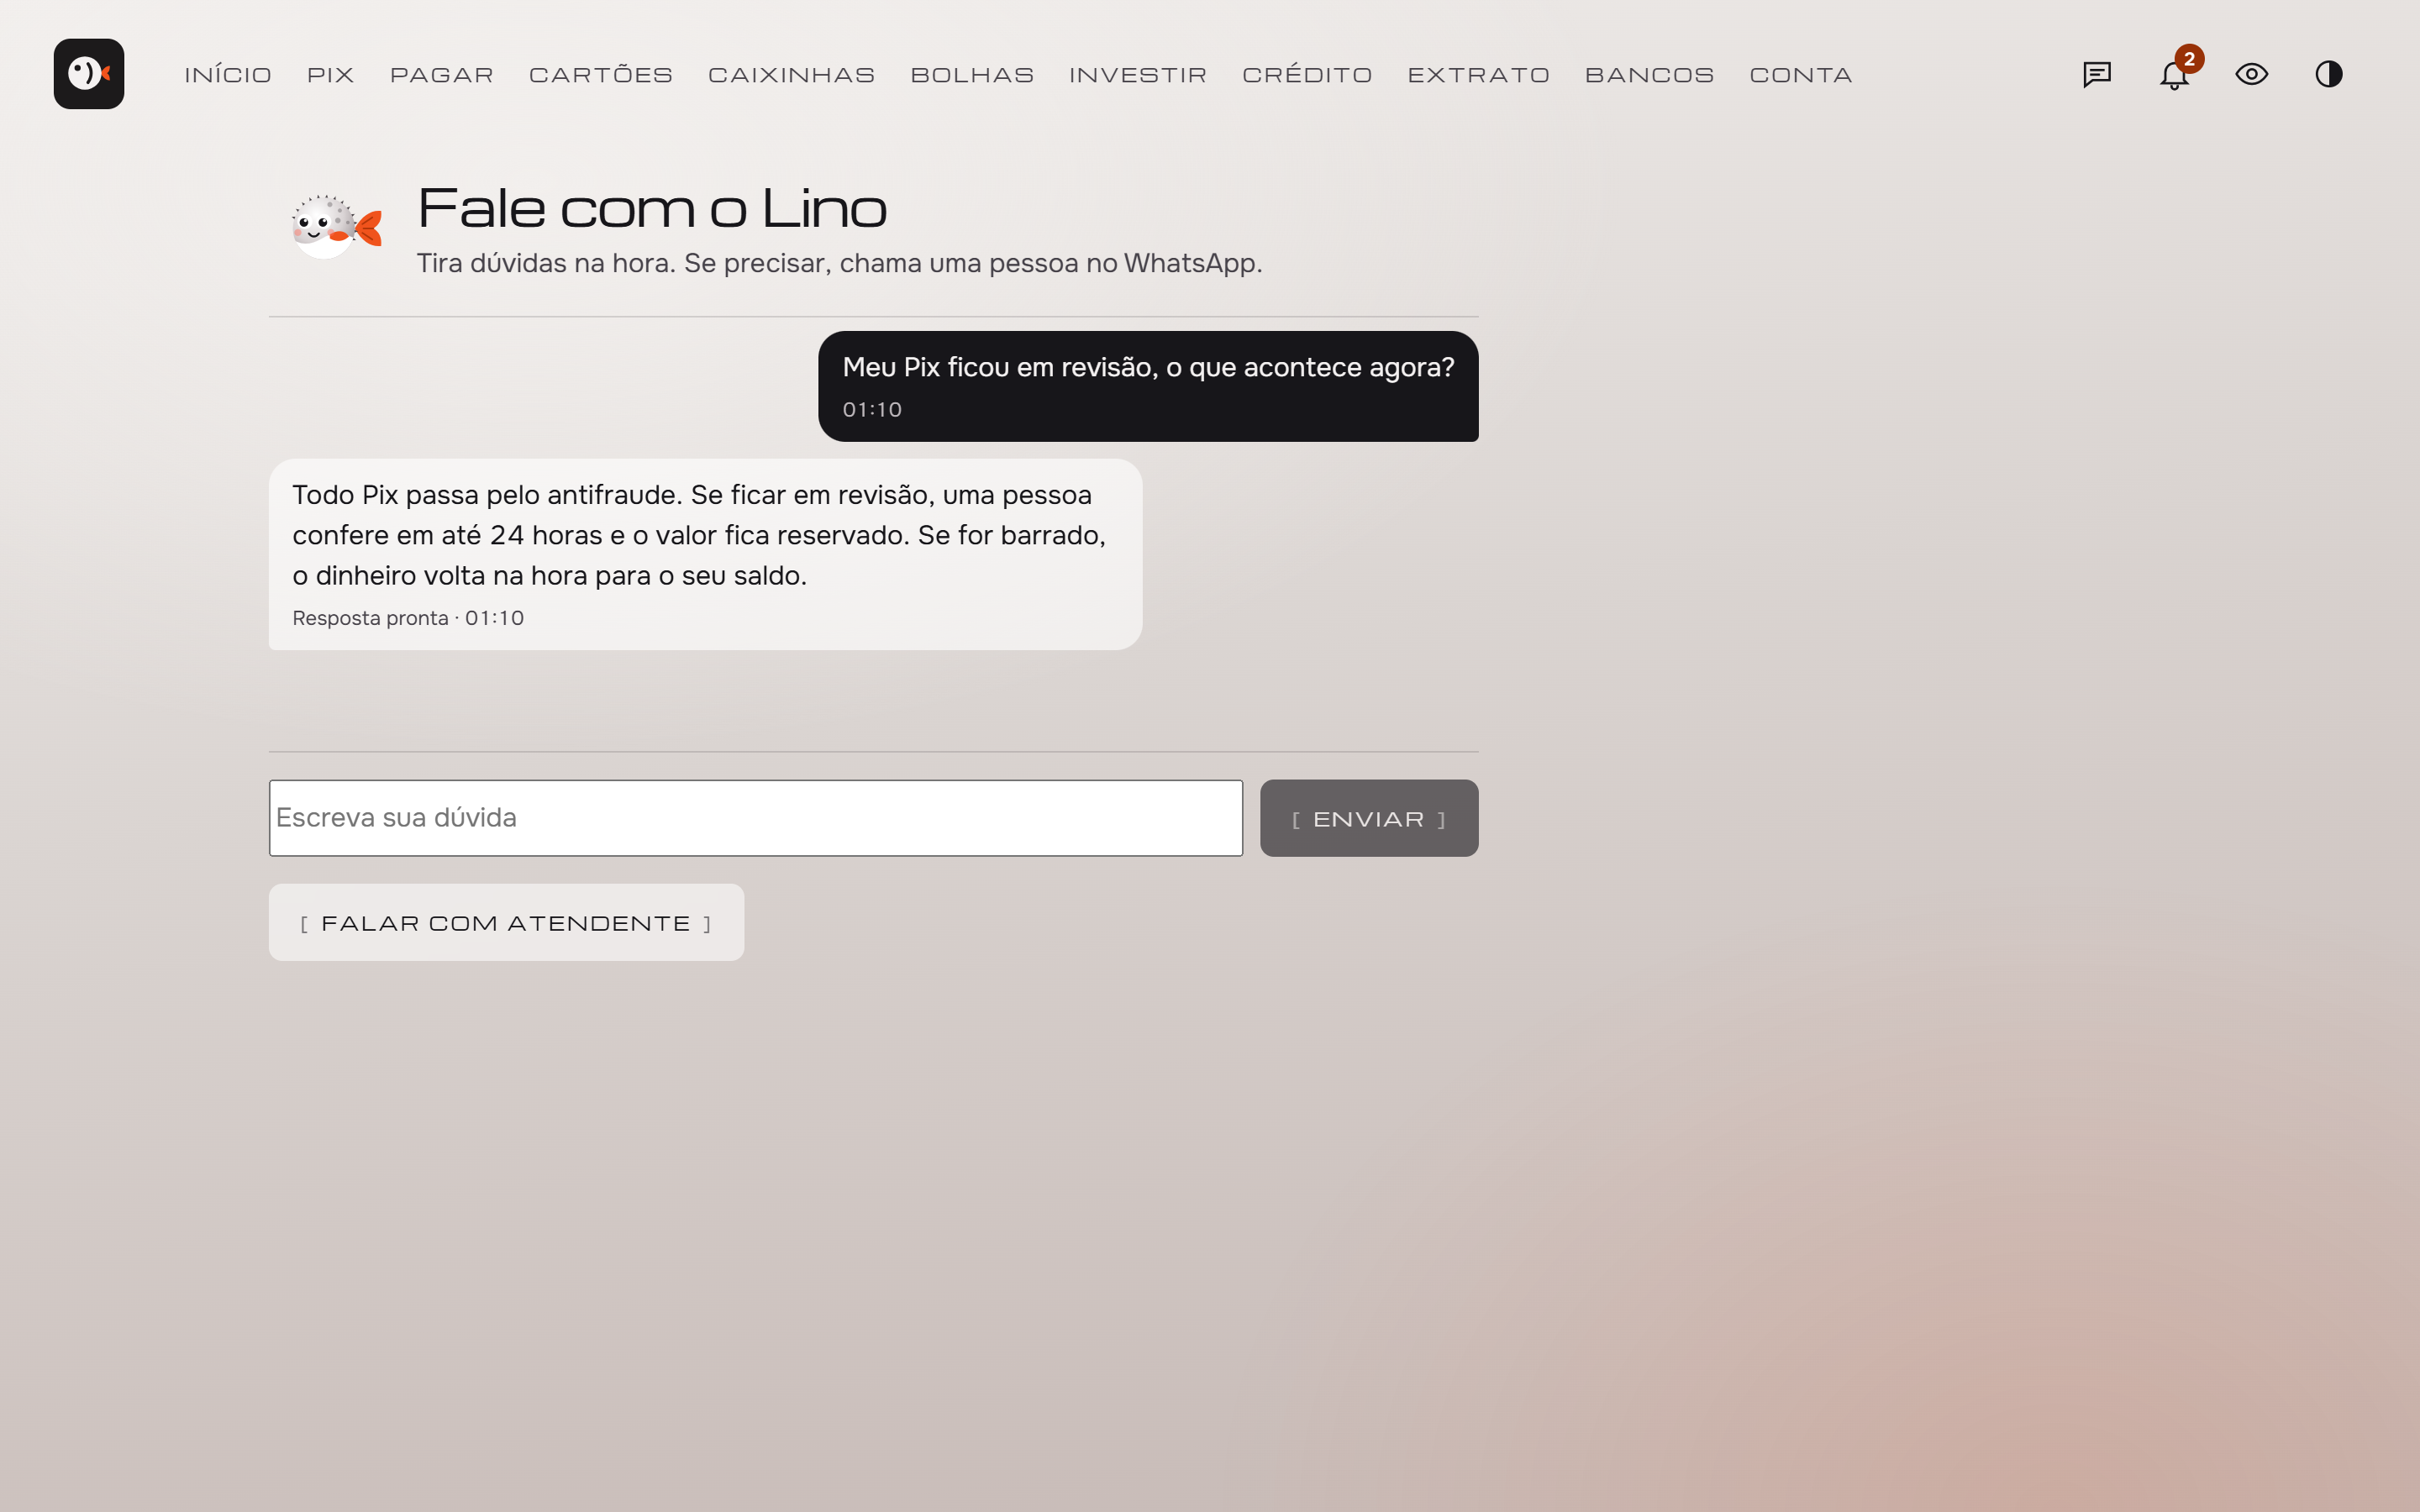 INÍCIO PIX PAGAR CARTÕES CAIXINHAS BOLHAS INVESTIR CRÉDITO EXTRATO BANCOS CONTA
2
Fale com o Lino
Tira dúvidas na hora. Se precisar, chama uma pessoa no WhatsApp.
Meu Pix ficou em revisão, o que acontece agora?
01:10
Todo Pix passa pelo antifraude. Se ficar em revisão, uma pessoa
confere em até 24 horas e o valor fica reservado. Se for barrado,
o dinheiro volta na hora para o seu saldo.
Resposta pronta · 01:10
Escreva sua dúvida
[ ENVIAR ]
[ FALAR COM ATENDENTE ]